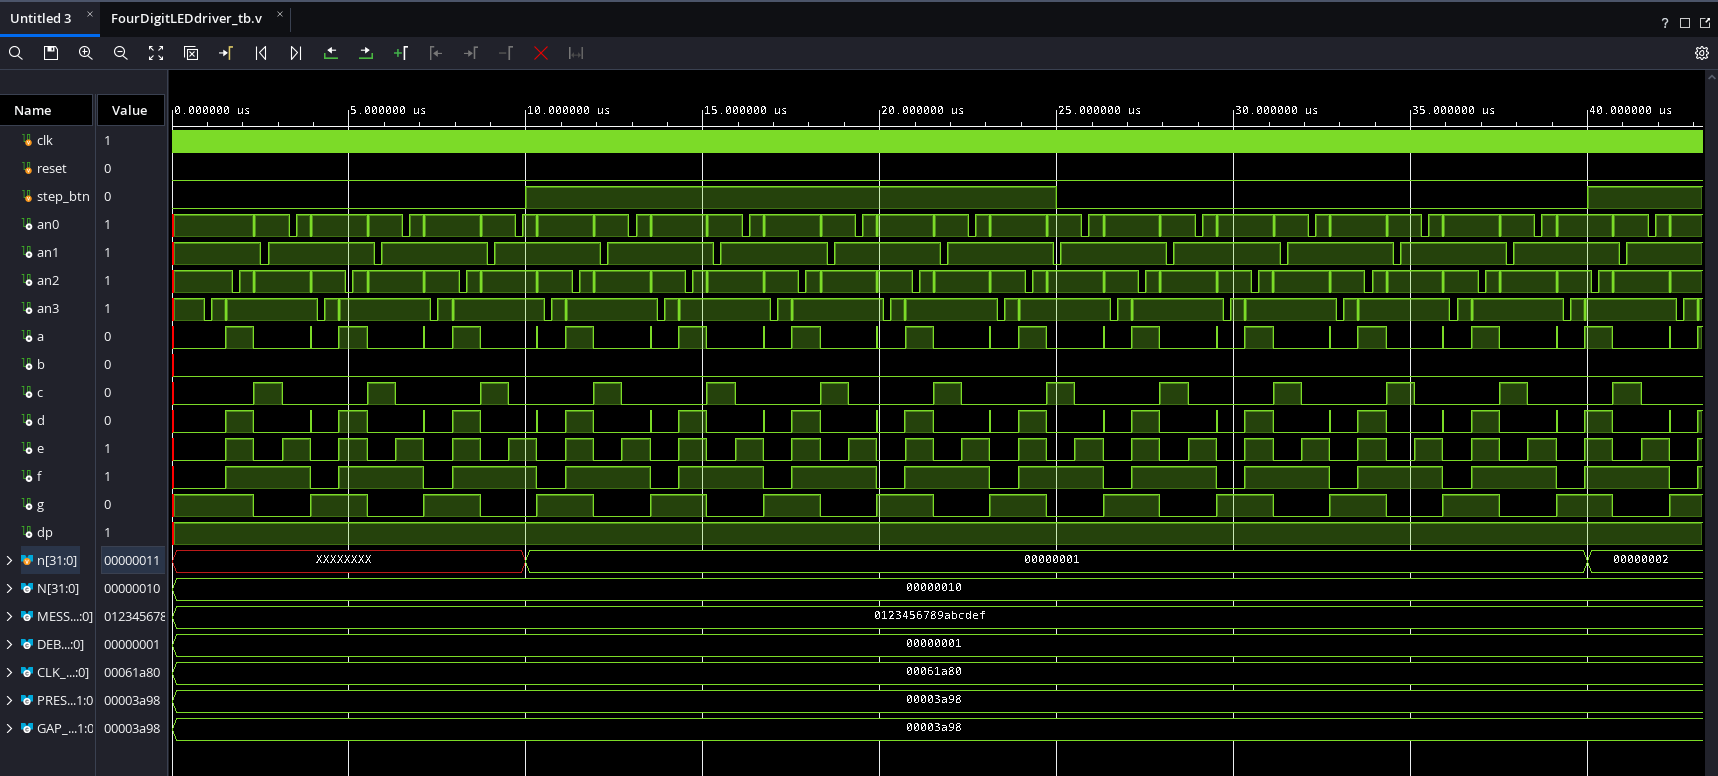 Untitled 3 × FourDigitLEDdriver_tb.v ×
?
Name Value 0.000000 us 5.000000 us 10.000000 us 15.000000 us 20.000000 us 25.000000 us 30.000000 us 35.000000 us 40.000000 us
clk 1
reset 0
step_btn 0
an0 1
an1 1
an2 1
an3 1
a 0
b 0
c 0
d 0
e 1
f 1
g 0
dp 1
n[31:0] 00000011 XXXXXXXX 00000001 00000002
N[31:0] 00000010 00000010
MESS...:0] 012345678 0123456789abcdef
DEB...:0] 00000001 00000001
CLK_...:0] 00061a80 00061a80
PRES...1:0 00003a98 00003a98
GAP_...1:0 00003a98 00003a98